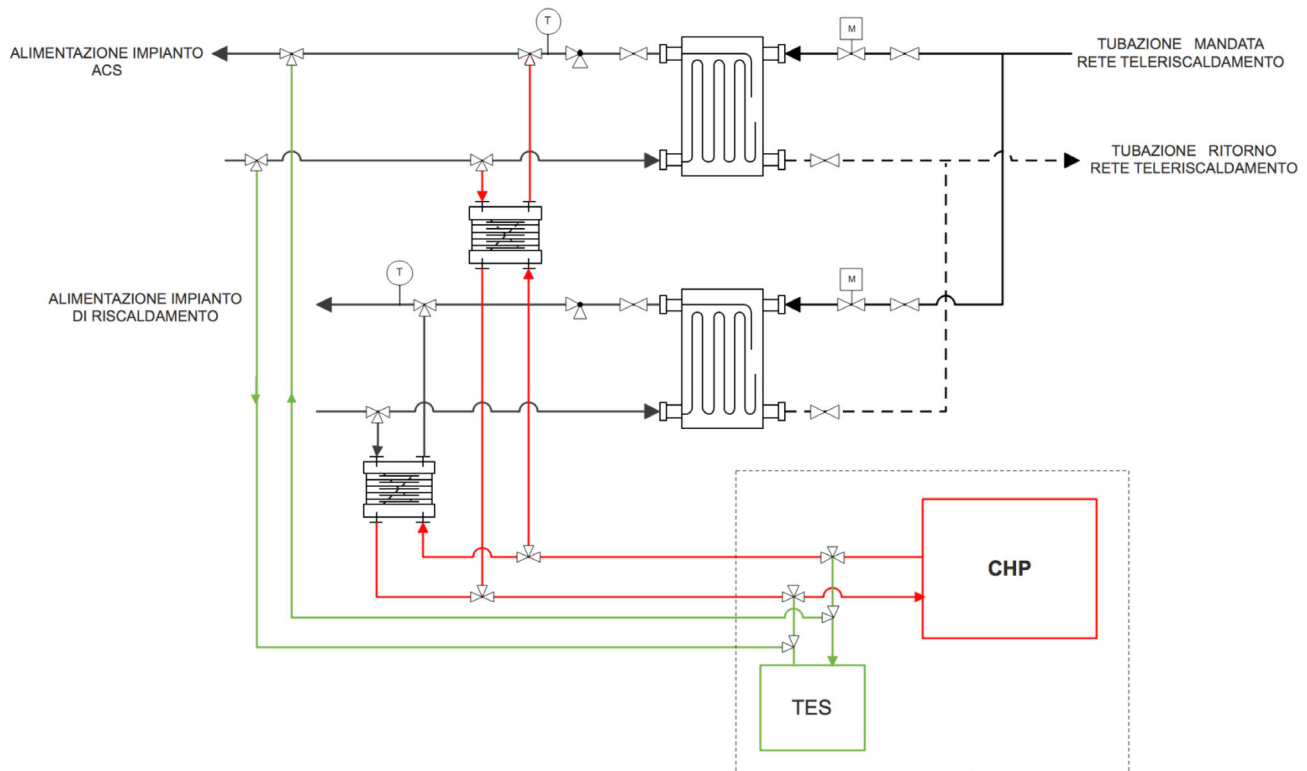 T
M
ALIMENTAZIONE IMPIANTO
ACS
TUBAZIONE MANDATA
RETE TELERISCALDAMENTO
TUBAZIONE RITORNO
RETE TELERISCALDAMENTO
T
M
ALIMENTAZIONE IMPIANTO
DI RISCALDAMENTO
CHP
TES